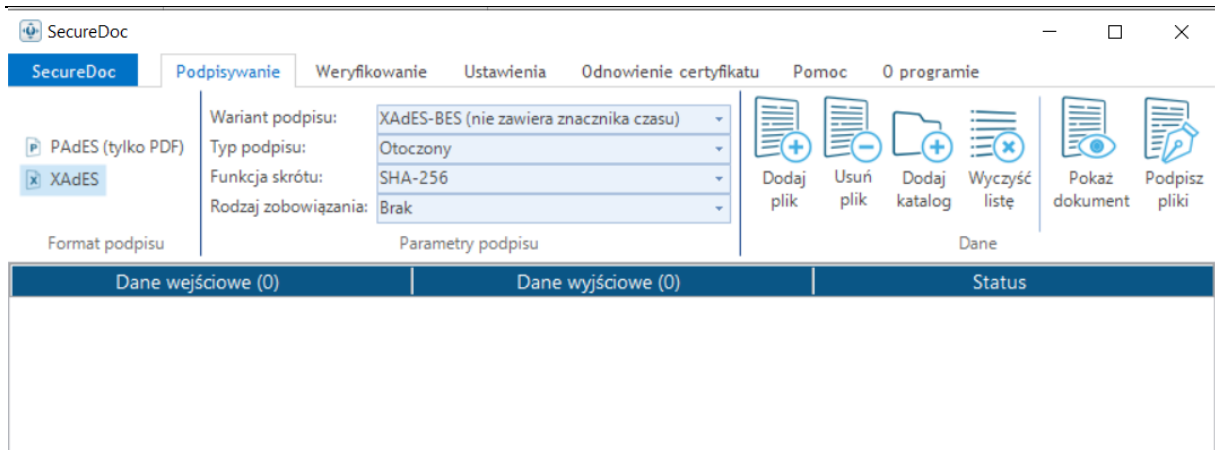 SecureDoc
SecureDoc Podpisywanie Weryfikowanie Ustawienia Odnowienie certyfikatu Pomoc O programie
PAdES (tylko PDF)
XAdES
Format podpisu
Wariant podpisu: XAdES-BES (nie zawiera znacznika czasu)
Typ podpisu: Otoczony
Funkcja skrótu: SHA-256
Rodzaj zobowiązania: Brak
Parametry podpisu
Dodaj plik
Usuń plik
Dodaj katalog
Wyczyść listę
Pokaż dokument
Podpisz pliki
Dane
Dane wejściowe (0) Dane wyjściowe (0) Status